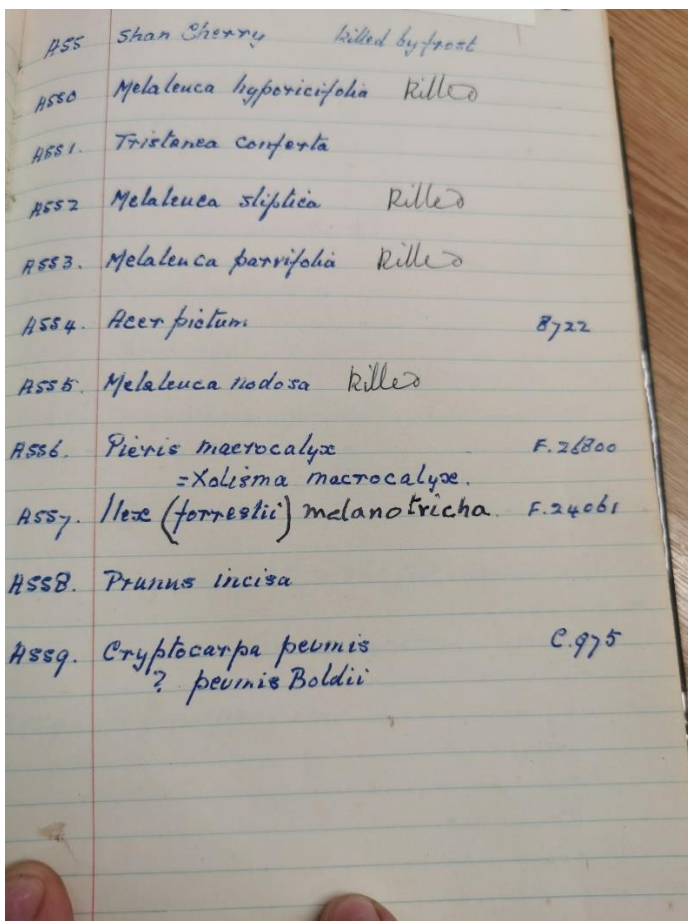 A55 Shan Cherry killed by frost
A550 Melaleuca hypericifolia killed
A551. Tristanea conferta
A552 Melaleuca sliptica killed
A553. Melaleuca parvifolia killed
A554. Acer pictum 8722
A555. Melaleuca nodosa killed
A556. Pieris macrocalyx F.26800
=Xolisma macrocalyx.
A557. Ilex (forrestii) melanotricha. F.24061
A558. Prunus incisa
A559. Cryptocarpa peumis C.975
? peumis Boldii